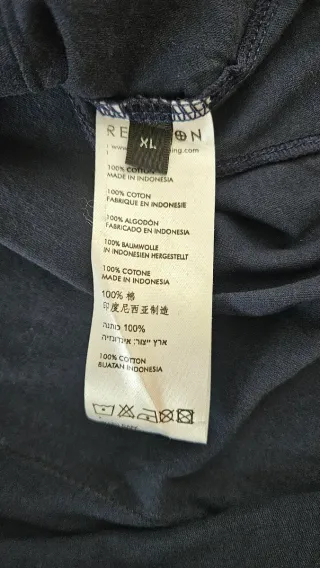 XL
100% COTTON
MADE IN INDONESIA
100% COTON
FABRIQUE EN INDONESIE
100% ALGODÓN
FABRICADO EN INDONESIA
100% BAUMWOLLE
IN INDONESIEN HERGESTELLT
100% COTONE
MADE IN INDONESIA
100% 棉
印度尼西亚制造
100% כותנה
ארץ ייצור: אינדונזיה
100% COTTON
BUATAN INDONESIA